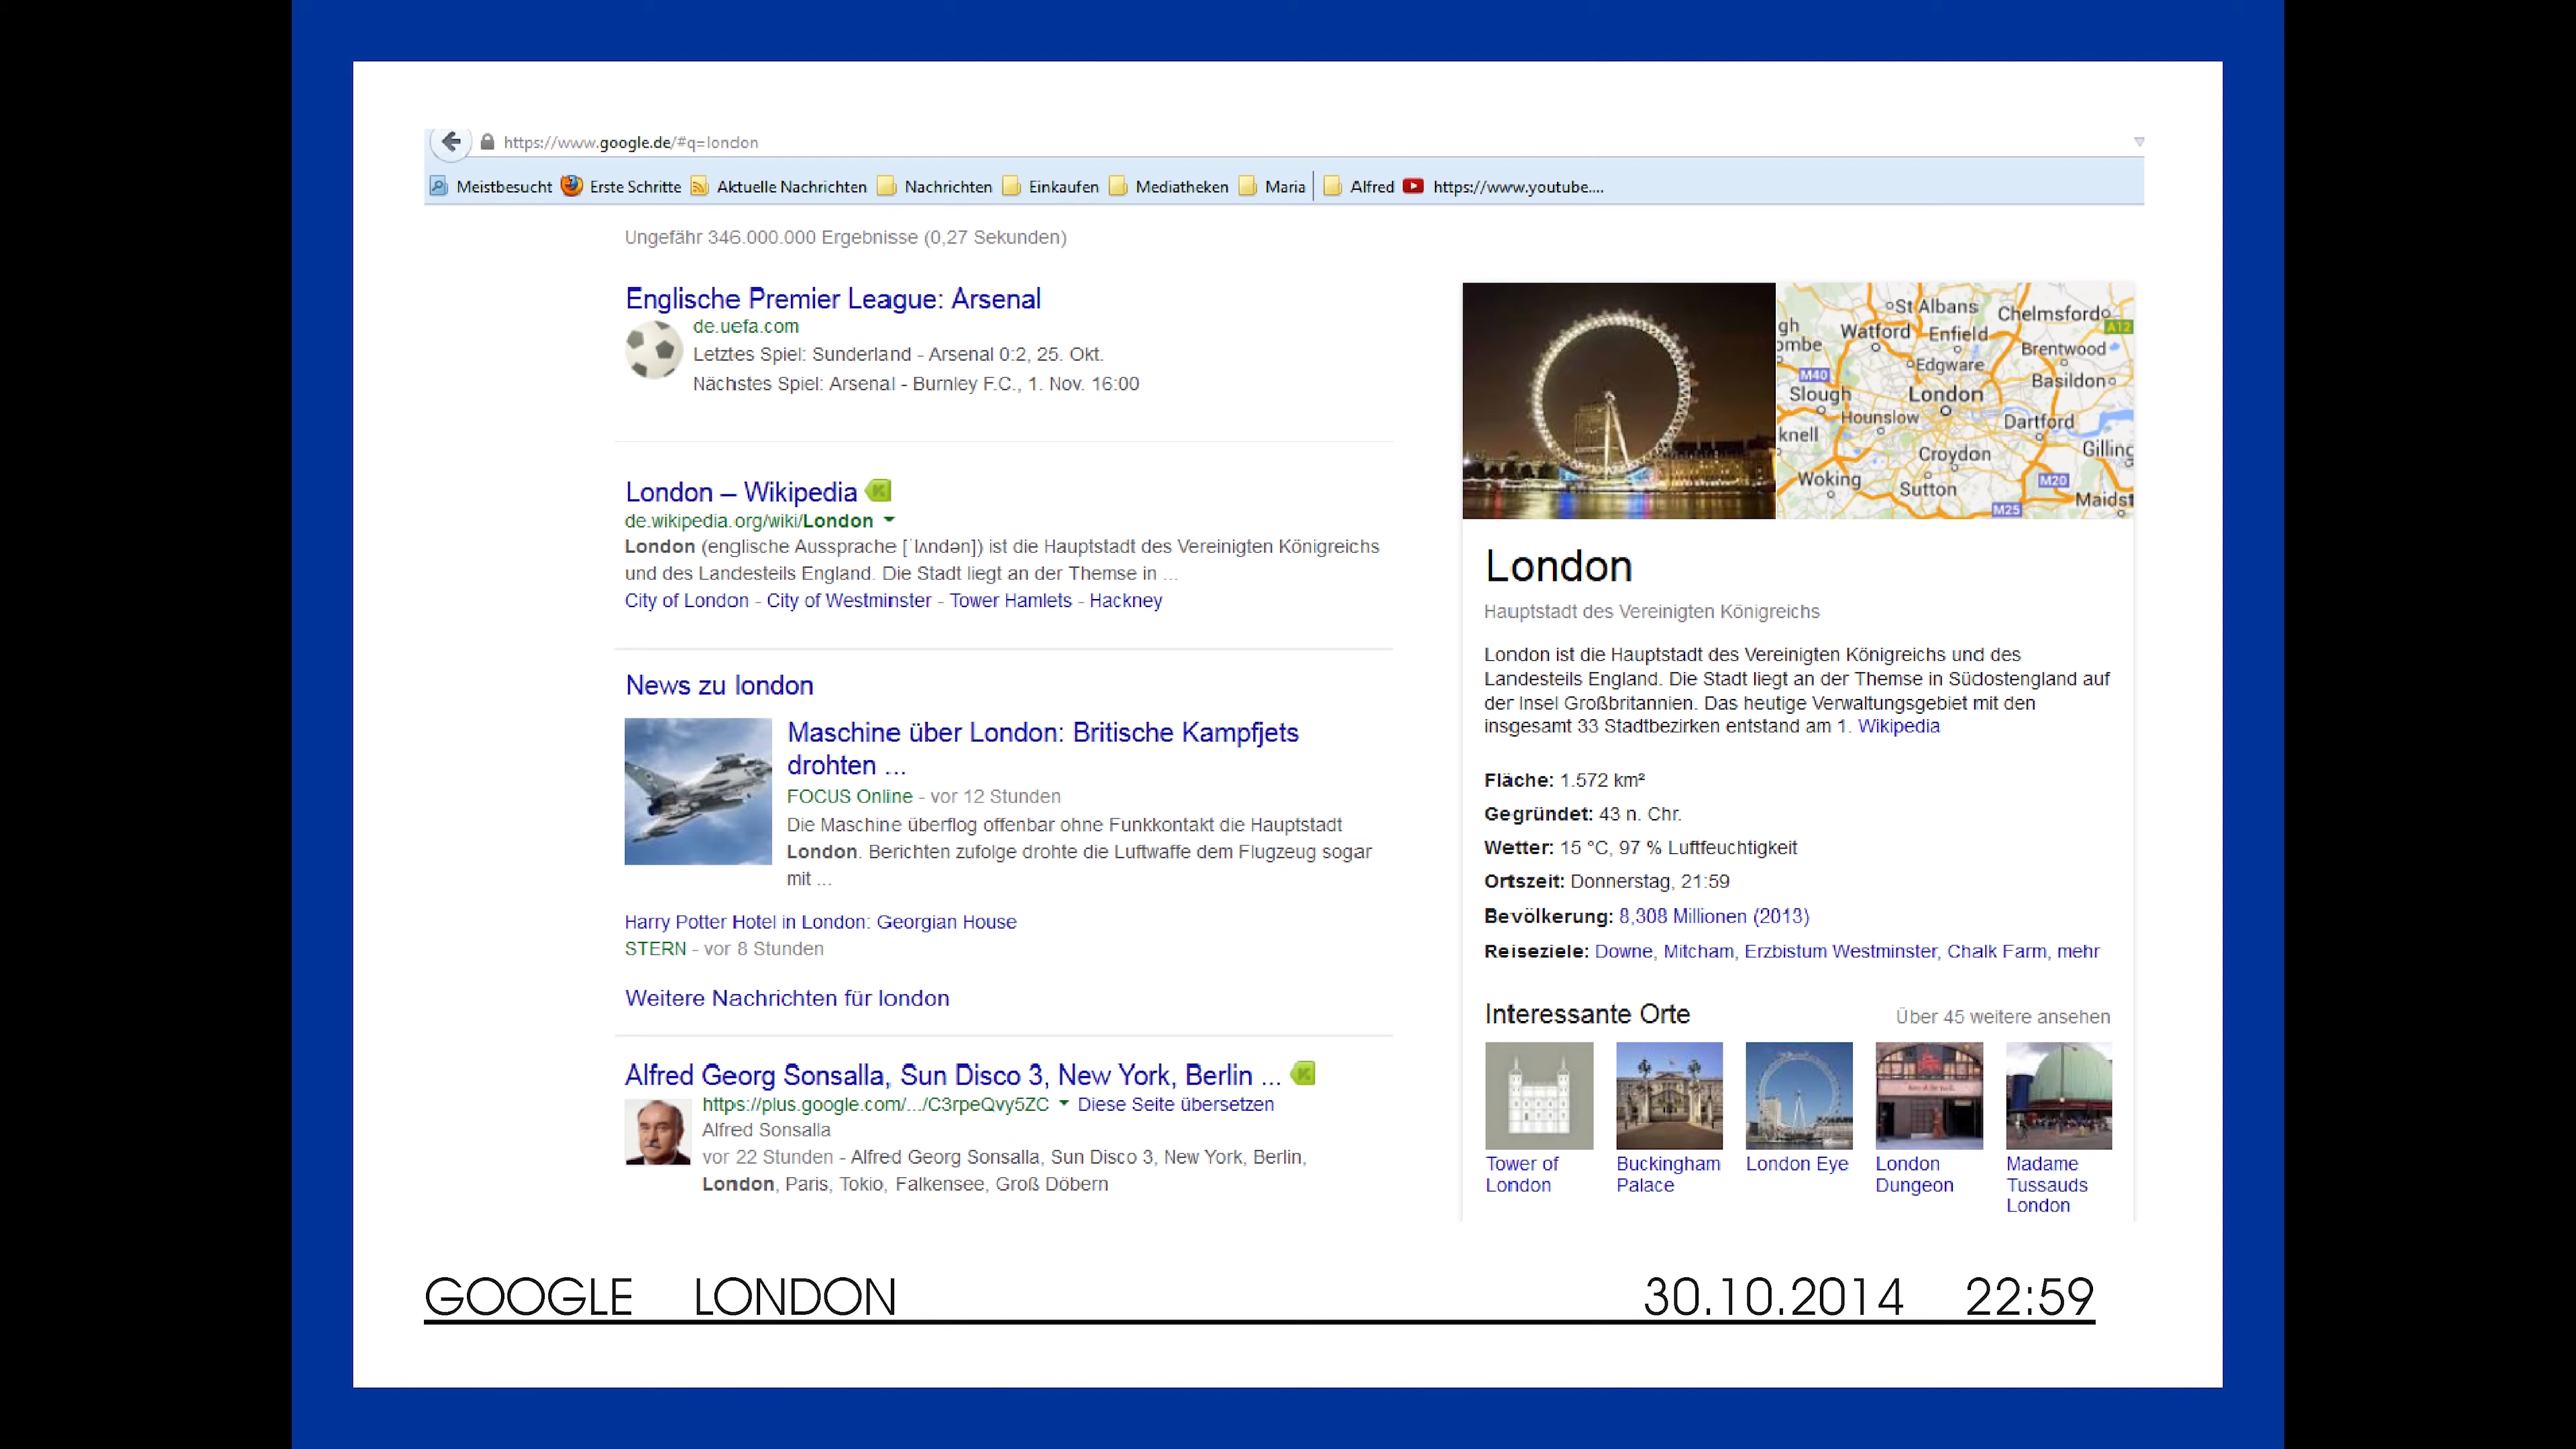 https://www.google.de/#q=london
Meistbesucht Erste Schritte Aktuelle Nachrichten Nachrichten Einkaufen Mediatheken Maria Alfred https://www.youtube....
Ungefähr 346.000.000 Ergebnisse (0,27 Sekunden)
Englische Premier League: Arsenal
de.uefa.com
Letztes Spiel: Sunderland - Arsenal 0:2, 25. Okt.
Nächstes Spiel: Arsenal - Burnley F.C., 1. Nov. 16:00
London – Wikipedia
de.wikipedia.org/wiki/London
London (englische Aussprache [ˈlʌndən]) ist die Hauptstadt des Vereinigten Königreichs
und des Landesteils England. Die Stadt liegt an der Themse in ...
City of London - City of Westminster - Tower Hamlets - Hackney
News zu london
Maschine über London: Britische Kampfjets
drohten ...
FOCUS Online - vor 12 Stunden
Die Maschine überflog offenbar ohne Funkkontakt die Hauptstadt
London. Berichten zufolge drohte die Luftwaffe dem Flugzeug sogar
mit ...
Harry Potter Hotel in London: Georgian House
STERN - vor 8 Stunden
Weitere Nachrichten für london
Alfred Georg Sonsalla, Sun Disco 3, New York, Berlin ...
https://plus.google.com/.../C3rpeQvy5ZC Diese Seite übersetzen
Alfred Sonsalla
vor 22 Stunden - Alfred Georg Sonsalla, Sun Disco 3, New York, Berlin,
London, Paris, Tokio, Falkensee, Groß Döbern
St Albans
Chelmsford
A12
gh
Watford
Enfield
ombe
Brentwood
Edgware
M40
Basildon
Slough
London
Hounslow
Dartford
knell
Gilling
Croydon
Woking
M20
Sutton
Maidst
M25
London
Hauptstadt des Vereinigten Königreichs
London ist die Hauptstadt des Vereinigten Königreichs und des
Landesteils England. Die Stadt liegt an der Themse in Südostengland auf
der Insel Großbritannien. Das heutige Verwaltungsgebiet mit den
insgesamt 33 Stadtbezirken entstand am 1. Wikipedia
Fläche: 1.572 km²
Gegründet: 43 n. Chr.
Wetter: 15 °C, 97 % Luftfeuchtigkeit
Ortszeit: Donnerstag, 21:59
Bevölkerung: 8,308 Millionen (2013)
Reiseziele: Downe, Mitcham, Erzbistum Westminster, Chalk Farm, mehr
Interessante Orte Über 45 weitere ansehen
Tower of
London
Buckingham
Palace
London Eye
London
Dungeon
Madame
Tussauds
London
GOOGLE LONDON 30.10.2014 22:59